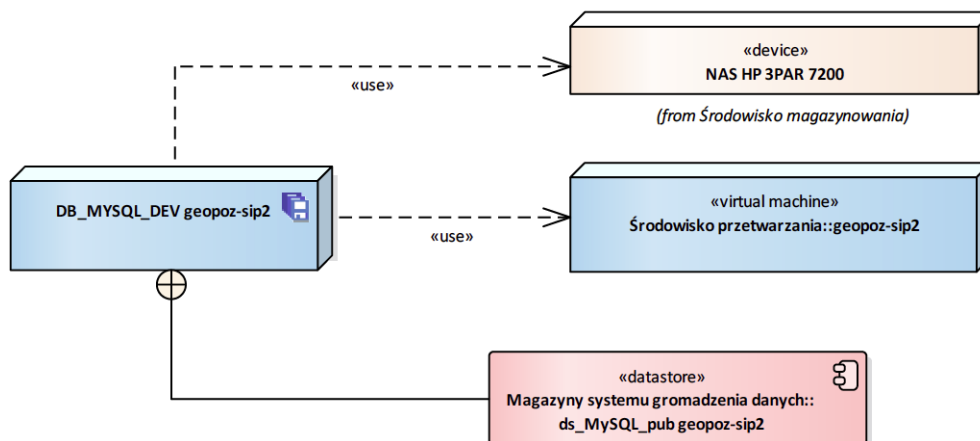 «device»
NAS HP 3PAR 7200
«use»
(from Środowisko magazynowania)
DB_MYSQL_DEV geopoz-sip2
«virtual machine»
Środowisko przetwarzania::geopoz-sip2
«use»
«datastore»
Magazyny systemu gromadzenia danych::
ds_MySQL_pub geopoz-sip2